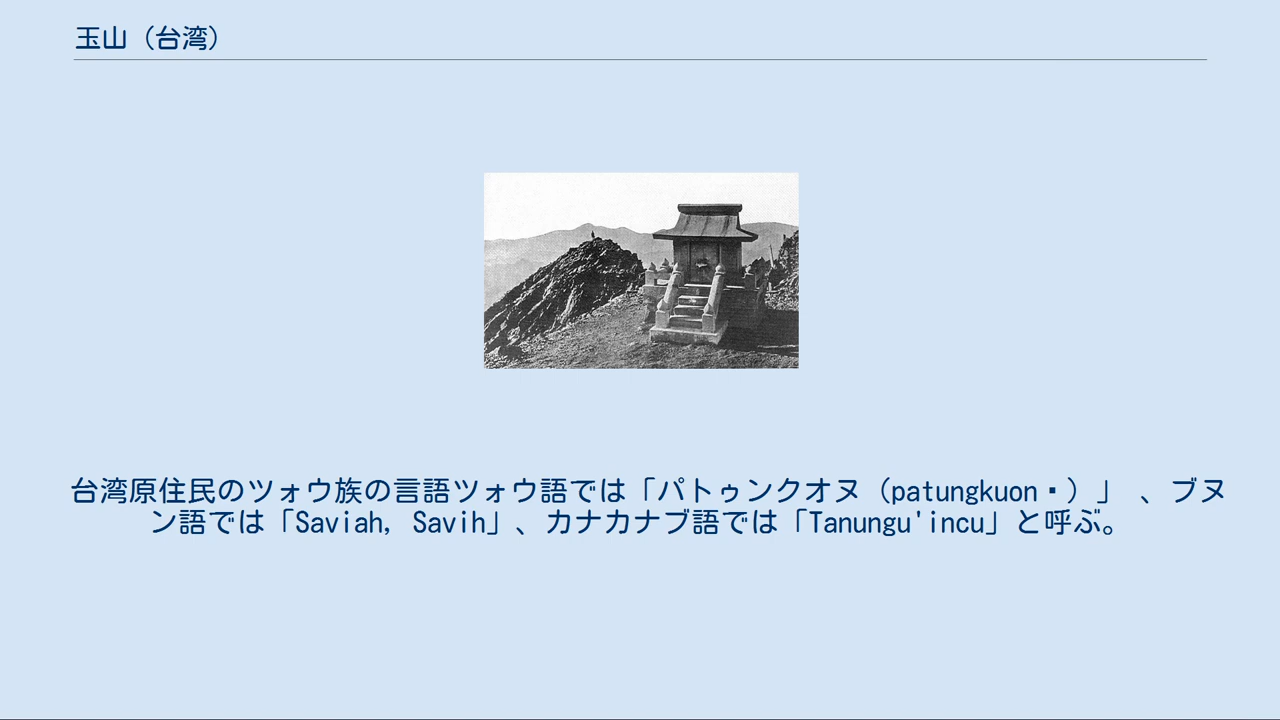 玉山（台湾）
台湾原住民のツォウ族の言語ツォウ語では「パトゥンクオヌ（patungkuon▪）」 、ブヌ
ン語では「Saviah, Savih」、カナカナブ語では「Tanungu'incu」と呼ぶ。